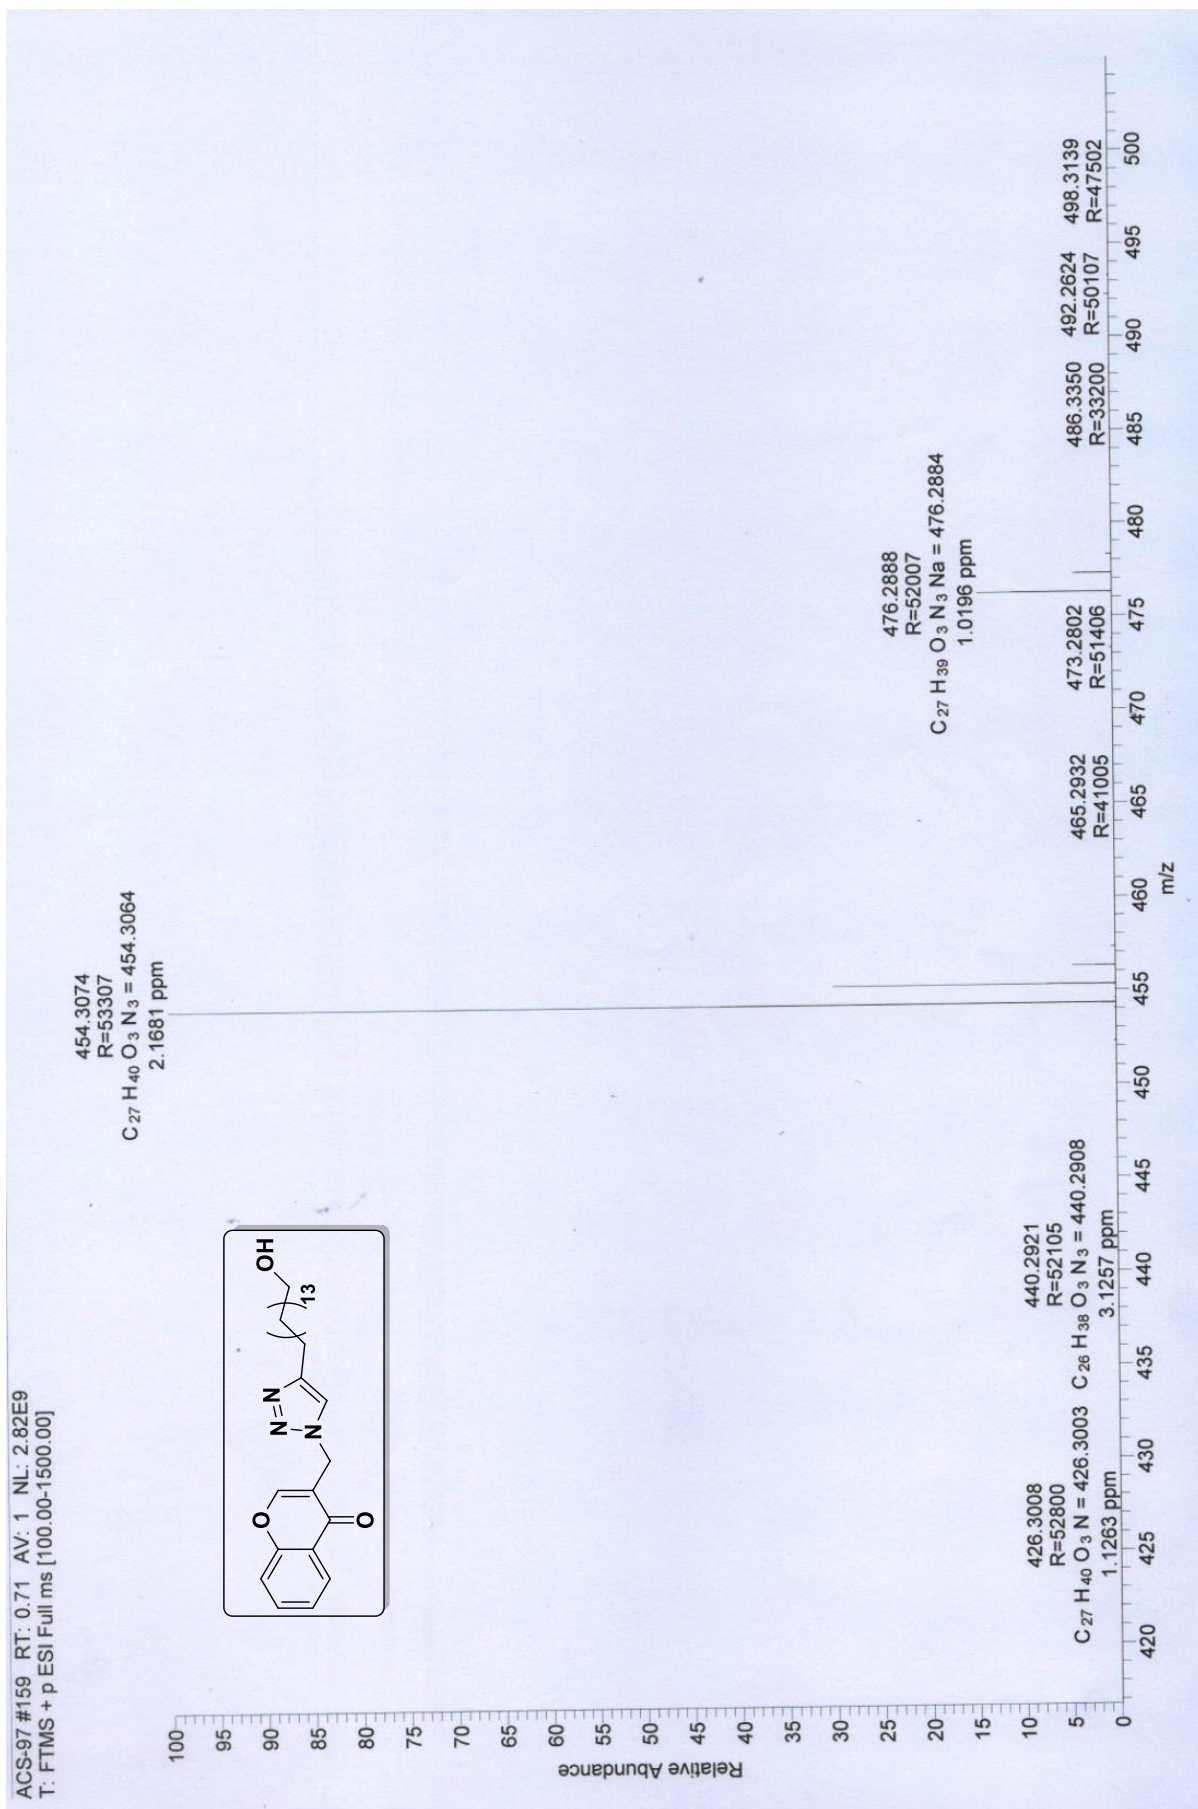 ACS-97 #159 RT: 0.71 AV: 1 NL: 2.82E9
T: FTMS + p ESI Full ms [100.00-1500.00]
454.3074
R=53307
C27 H40 O3 N3 = 454.3064
2.1681 ppm
O
O
N
N
N
13
OH
476.2888
R=52007
C27 H39 O3 N3 Na = 476.2884
1.0196 ppm
426.3008
R=52800
C27 H40 O3 N = 426.3003
1.1263 ppm
440.2921
R=52105
C26 H38 O3 N3 = 440.2908
3.1257 ppm
465.2932
R=41005
473.2802
R=51406
486.3350
R=33200
492.2624
R=50107
498.3139
R=47502
Relative Abundance
100
95
90
85
80
75
70
65
60
55
50
45
40
35
30
25
20
15
10
5
0
420 425 430 435 440 445 450 455 460 465 470 475 480 485 490 495 500
m/z